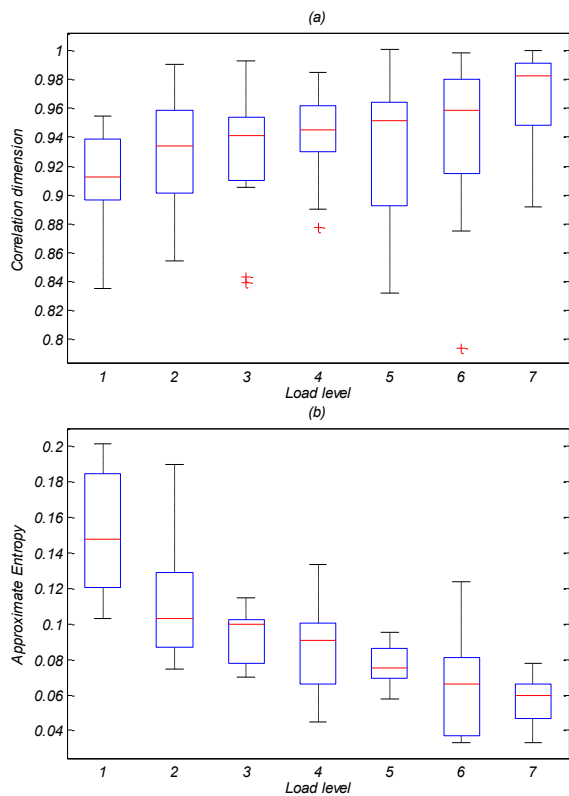 (a)
Correlation dimension
1
0.98
0.96
0.94
0.92
0.9
0.88
0.86
0.84
0.82
0.8
1 2 3 4 5 6 7
Load level
(b)
Approximate Entropy
0.2
0.18
0.16
0.14
0.12
0.1
0.08
0.06
0.04
1 2 3 4 5 6 7
Load level